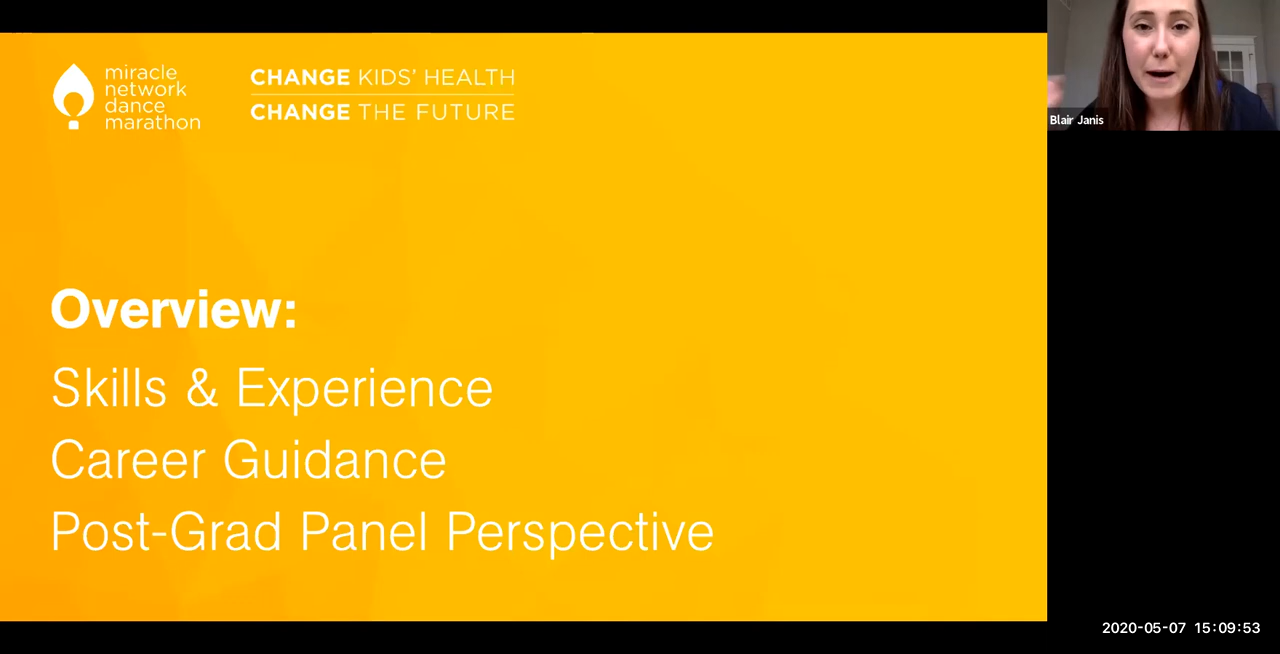 miracle
network
dance
marathon
CHANGE KIDS' HEALTH
CHANGE THE FUTURE
Overview:
Skills & Experience
Career Guidance
Post-Grad Panel Perspective
Blair Janis
2020-05-07 15:09:53